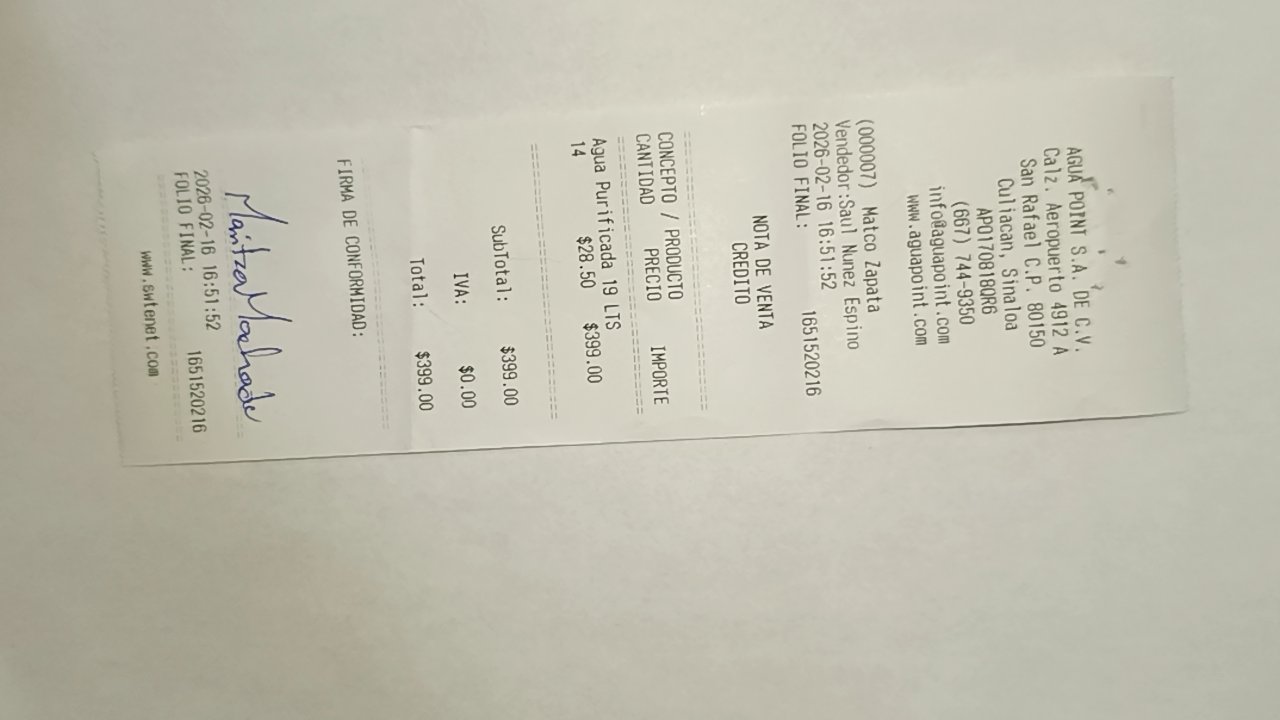 AGUA POINT S.A. DE C.V.
Calz. Aeropuerto 4912 A
San Rafael C.P. 80150
Culiacan, Sinaloa
APO170818QR6
(667) 744-9350
info@aguapoint.com
www.aguapoint.com
(000007) Matco Zapata
Vendedor:Saul Nunez Espino
2026-02-16 16:51:52
FOLIO FINAL: 1651520216
NOTA DE VENTA
CREDITO
CONCEPTO / PRODUCTO
CANTIDAD PRECIO IMPORTE
Agua Purificada 19 LTS
14 $28.50 $399.00
SubTotal: $399.00
IVA: $0.00
Total: $399.00
FIRMA DE CONFORMIDAD:
2026-02-16 16:51:52
FOLIO FINAL: 1651520216
www.ewtenet.com